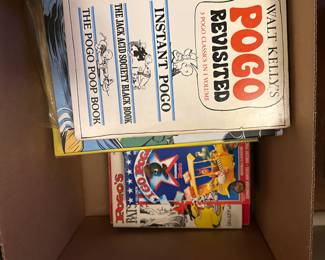 WALT KELLY'S
POGO
REVISITED
3 POGO CLASSICS IN 1 VOLUME
INSTANT POGO
THE JACK ACID SOCIETY BLACK BOOK
THE POGO POOP BOOK
POGO'S